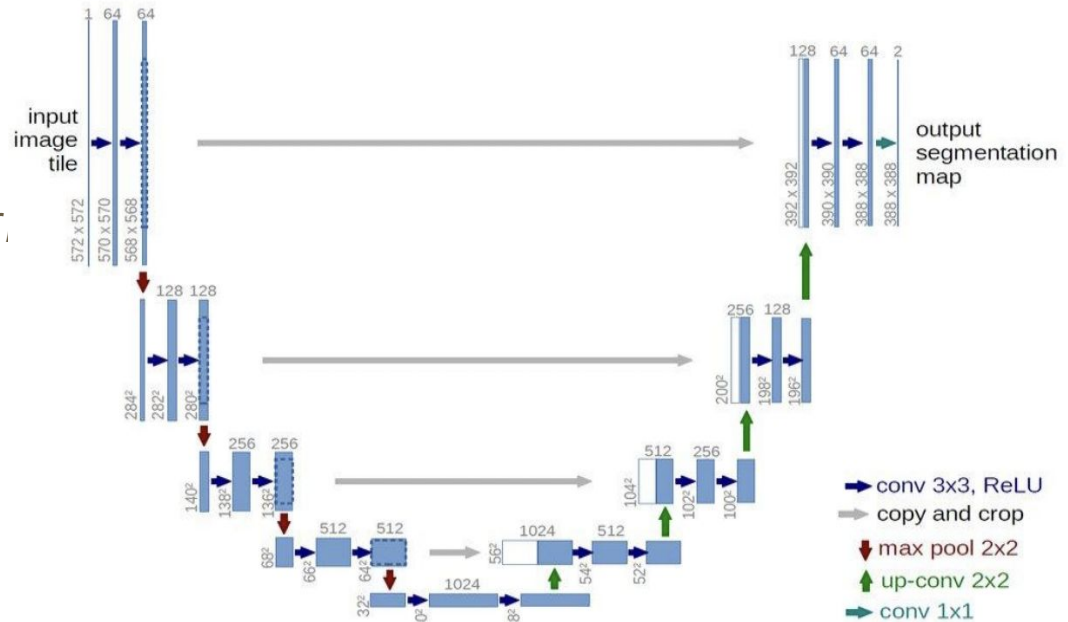 1 64 64
input
image
tile
572 x 572
570 x 570
568 x 568
128 64 64 2
392 x 392
390 x 390
388 x 388
388 x 388
output
segmentation
map
128 128
284²
282²
280²
256 128
200²
198²
196²
256 256
140²
138²
136²
512 256
104²
102²
100²
512 512
68²
66²
64²
1024 512
56²
54²
52²
1024
32²
0²
8²
conv 3x3, ReLU
copy and crop
max pool 2x2
up-conv 2x2
conv 1x1